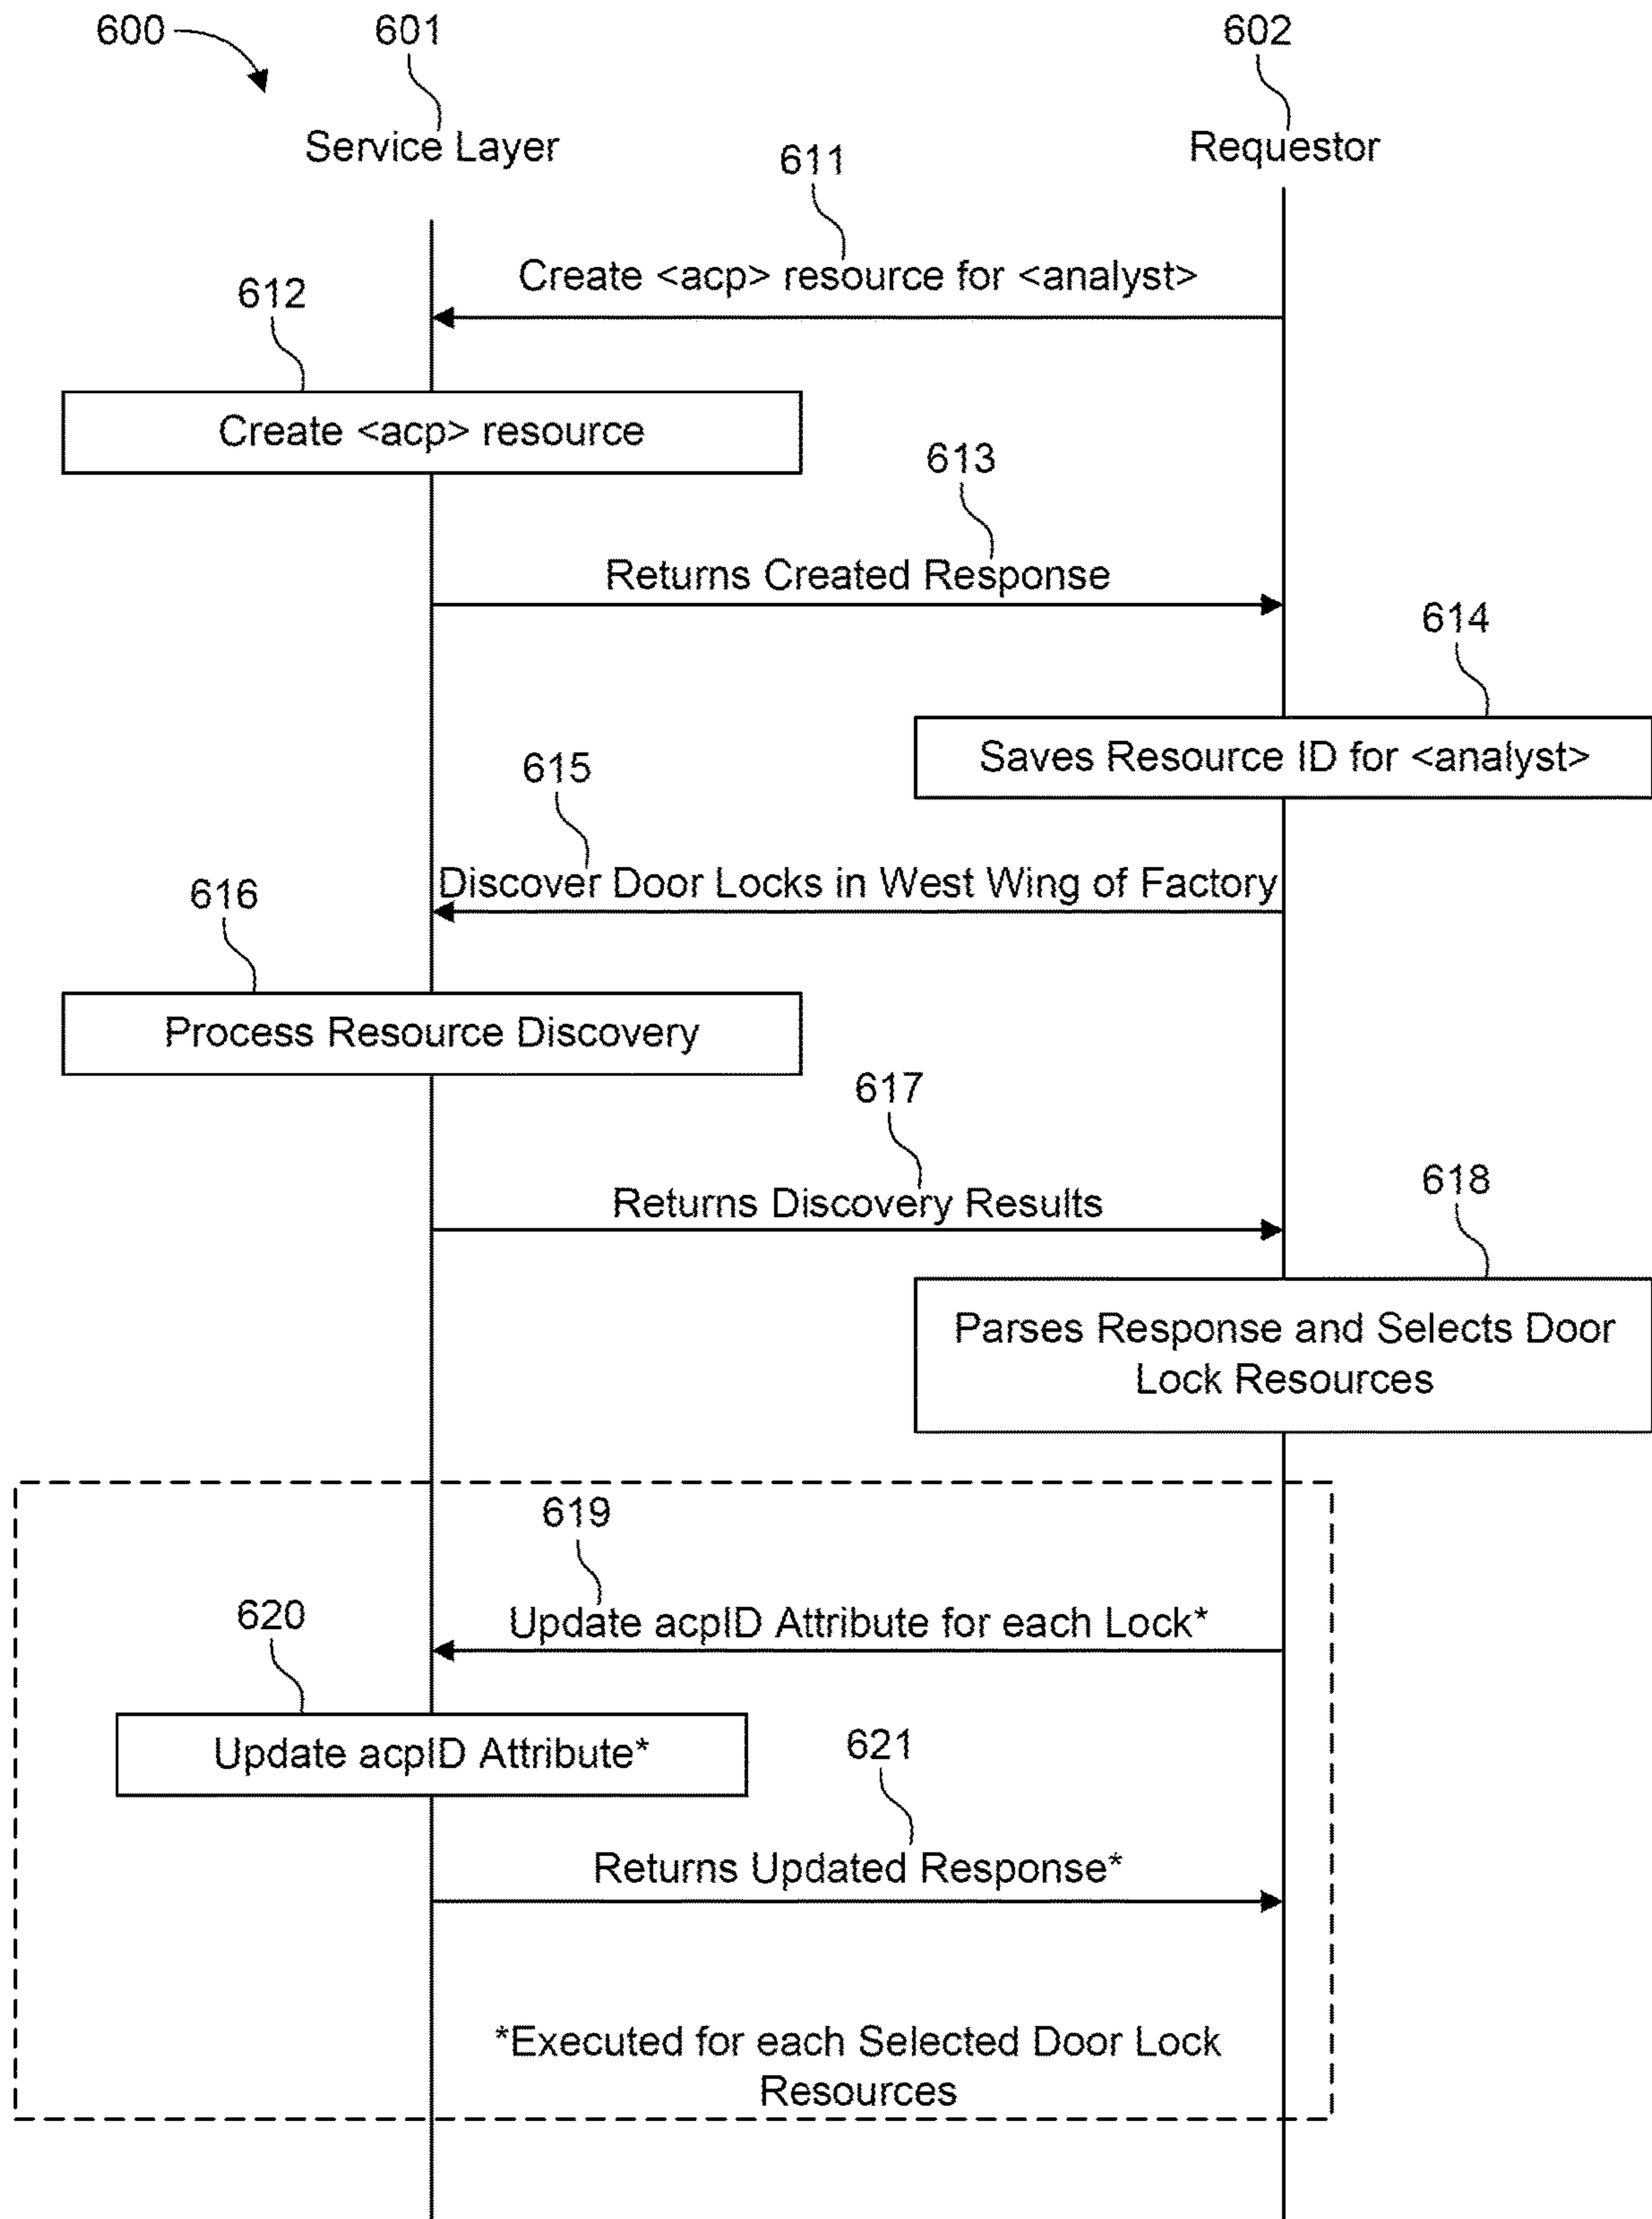 600
601
602
Service Layer
Requestor
611
Create <acp> resource for <analyst>
612
Create <acp> resource
613
Returns Created Response
614
Saves Resource ID for <analyst>
615
Discover Door Locks in West Wing of Factory
616
Process Resource Discovery
617
Returns Discovery Results
618
Parses Response and Selects Door
Lock Resources
619
Update acpID Attribute for each Lock*
620
Update acpID Attribute*
621
Returns Updated Response*
*Executed for each Selected Door Lock
Resources